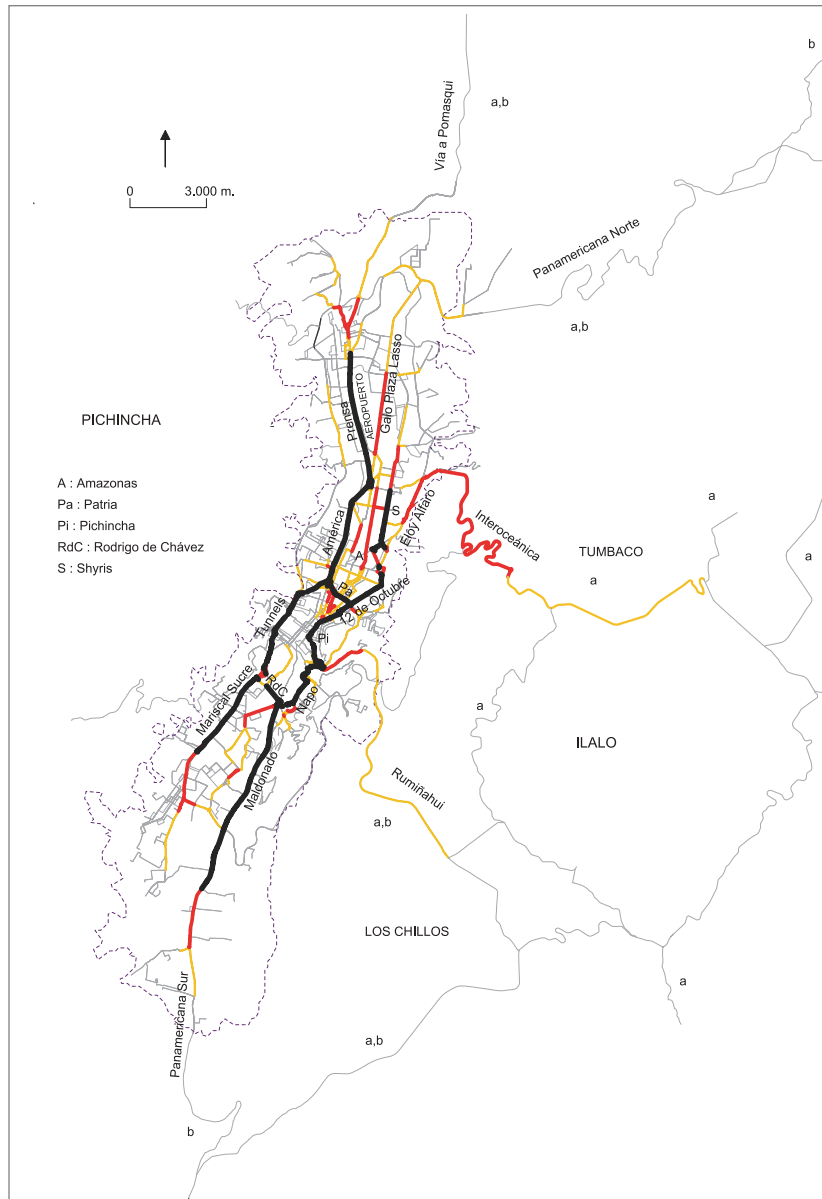 b
a,b
Vía a Pomasqui
0
3.000 m.
Panamericana Norte
a,b
Galo Plaza Lasso
AEROPUERTO
Prensa
PICHINCHA
A : Amazonas
Pa : Patria
Pi : Pichincha
RdC : Rodrigo de Chávez
S : Shyris
a
S
Eloy Alfaro
Interoceánica
América
TUMBACO
A
a
a
Pa
12 de Octubre
Tunnels
Pi
RdC
Napo
Mariscal Sucre
a
ILALO
Maldonado
Rumiñahui
a,b
LOS CHILLOS
a
Panamericana Sur
a,b
b